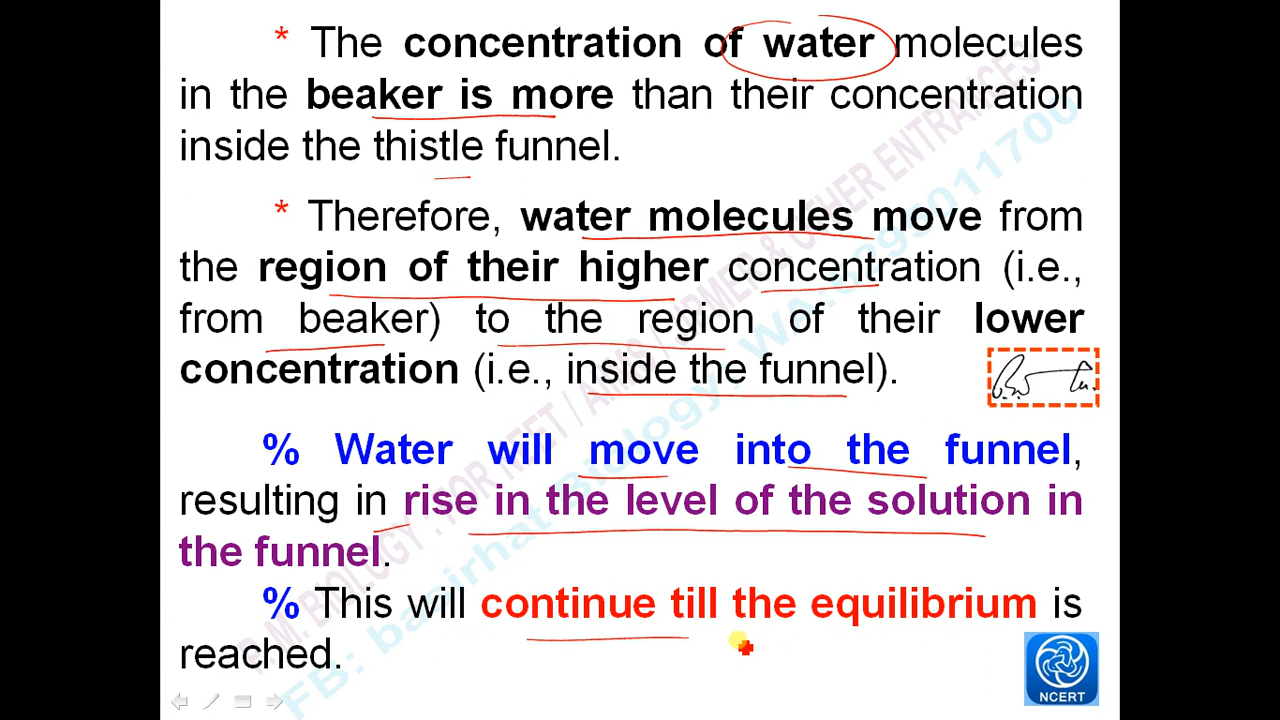 * The concentration of water molecules
in the beaker is more than their concentration
inside the thistle funnel.
* Therefore, water molecules move from
the region of their higher concentration (i.e.,
from beaker) to the region of their lower
concentration (i.e., inside the funnel).
% Water will move into the funnel,
resulting in rise in the level of the solution in
the funnel.
% This will continue till the equilibrium is
reached.
NCERT